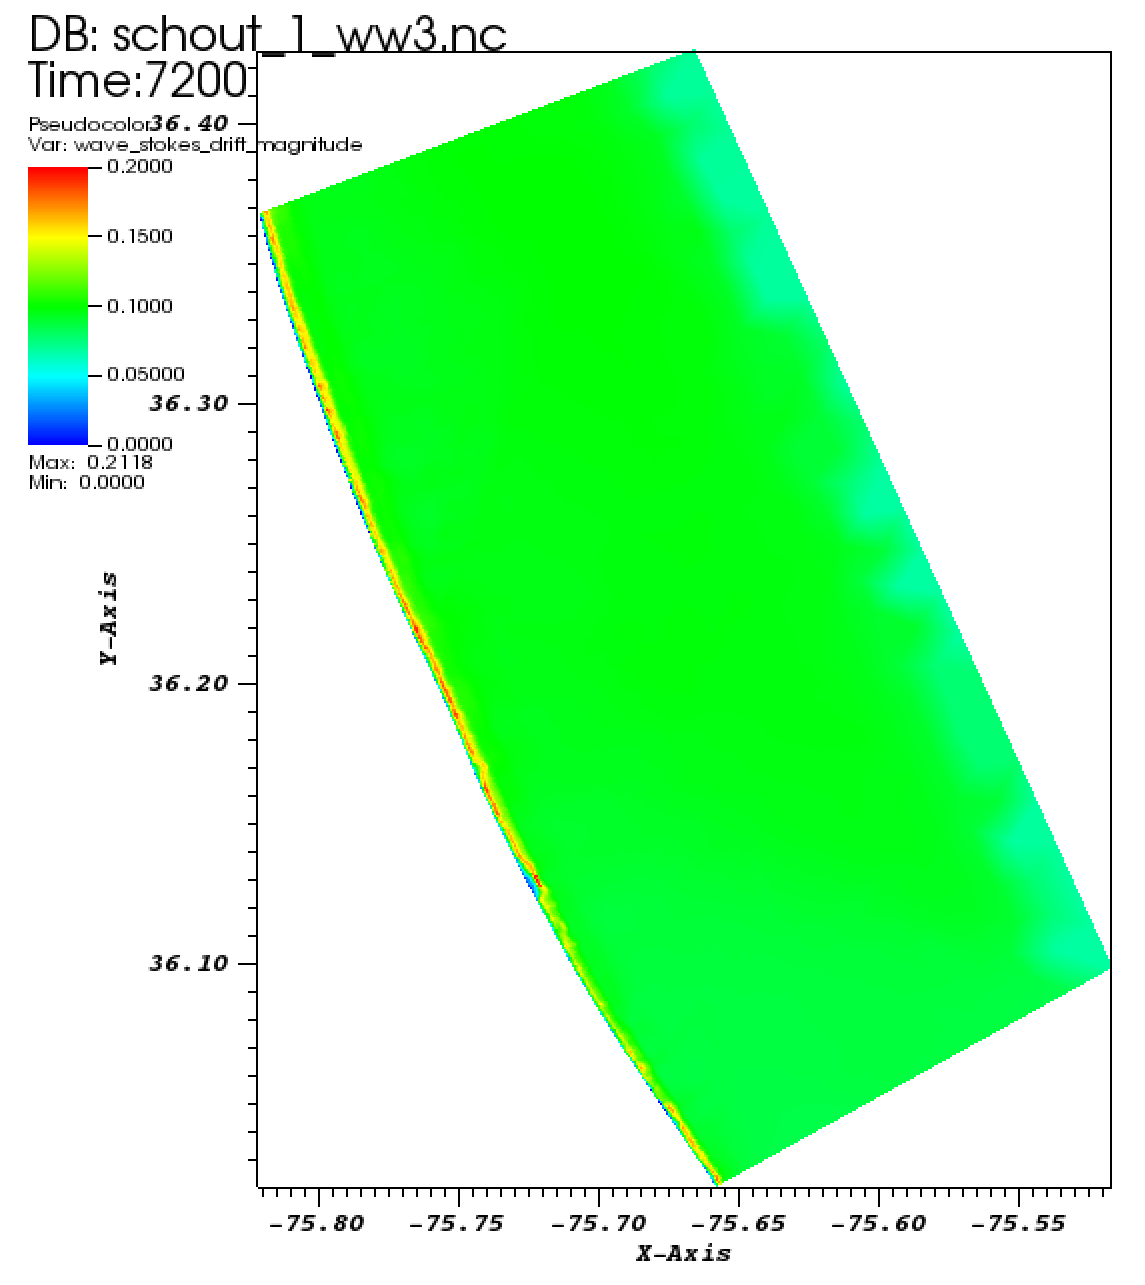 DB: schout_1_ww3.nc
Time:7200
Pseudocolor
Var: wave_stokes_drift_magnitude
0.2000
0.1500
0.1000
0.05000
0.0000
Max: 0.2118
Min: 0.0000
36.40
36.30
36.20
36.10
Y-Axis
-75.80 -75.75 -75.70 -75.65 -75.60 -75.55
X-Axis